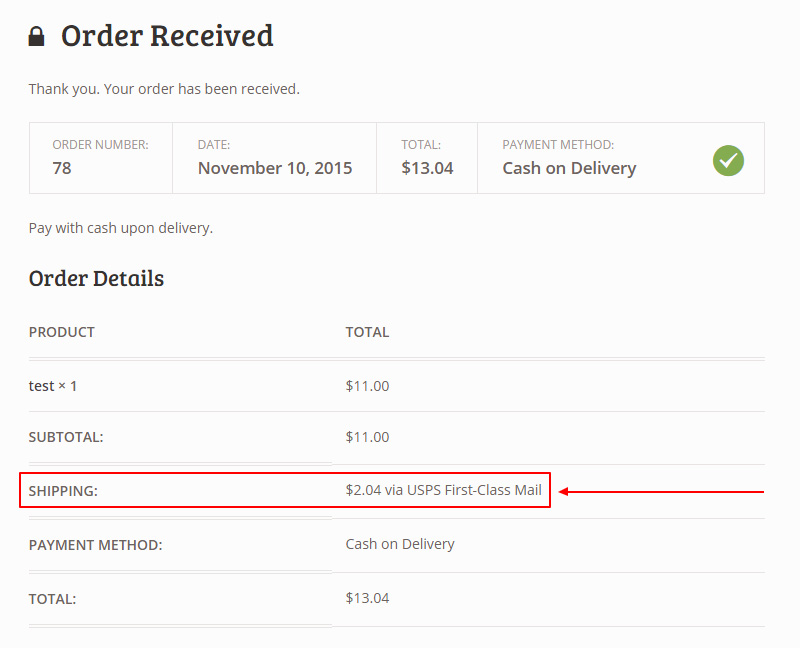 Order Received
Thank you. Your order has been received.
ORDER NUMBER: DATE: TOTAL: PAYMENT METHOD:
78 November 10, 2015 $13.04 Cash on Delivery
Pay with cash upon delivery.
Order Details
PRODUCT TOTAL
test × 1 $11.00
SUBTOTAL: $11.00
SHIPPING: $2.04 via USPS First-Class Mail
PAYMENT METHOD: Cash on Delivery
TOTAL: $13.04